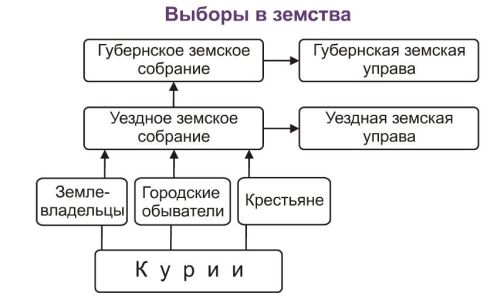 Выборы в земства
Губернское земское
собрание
Губернская земская
управа
Уездное земское
собрание
Уездная земская
управа
Земле-
владельцы
Городские
обыватели
Крестьяне
Курии